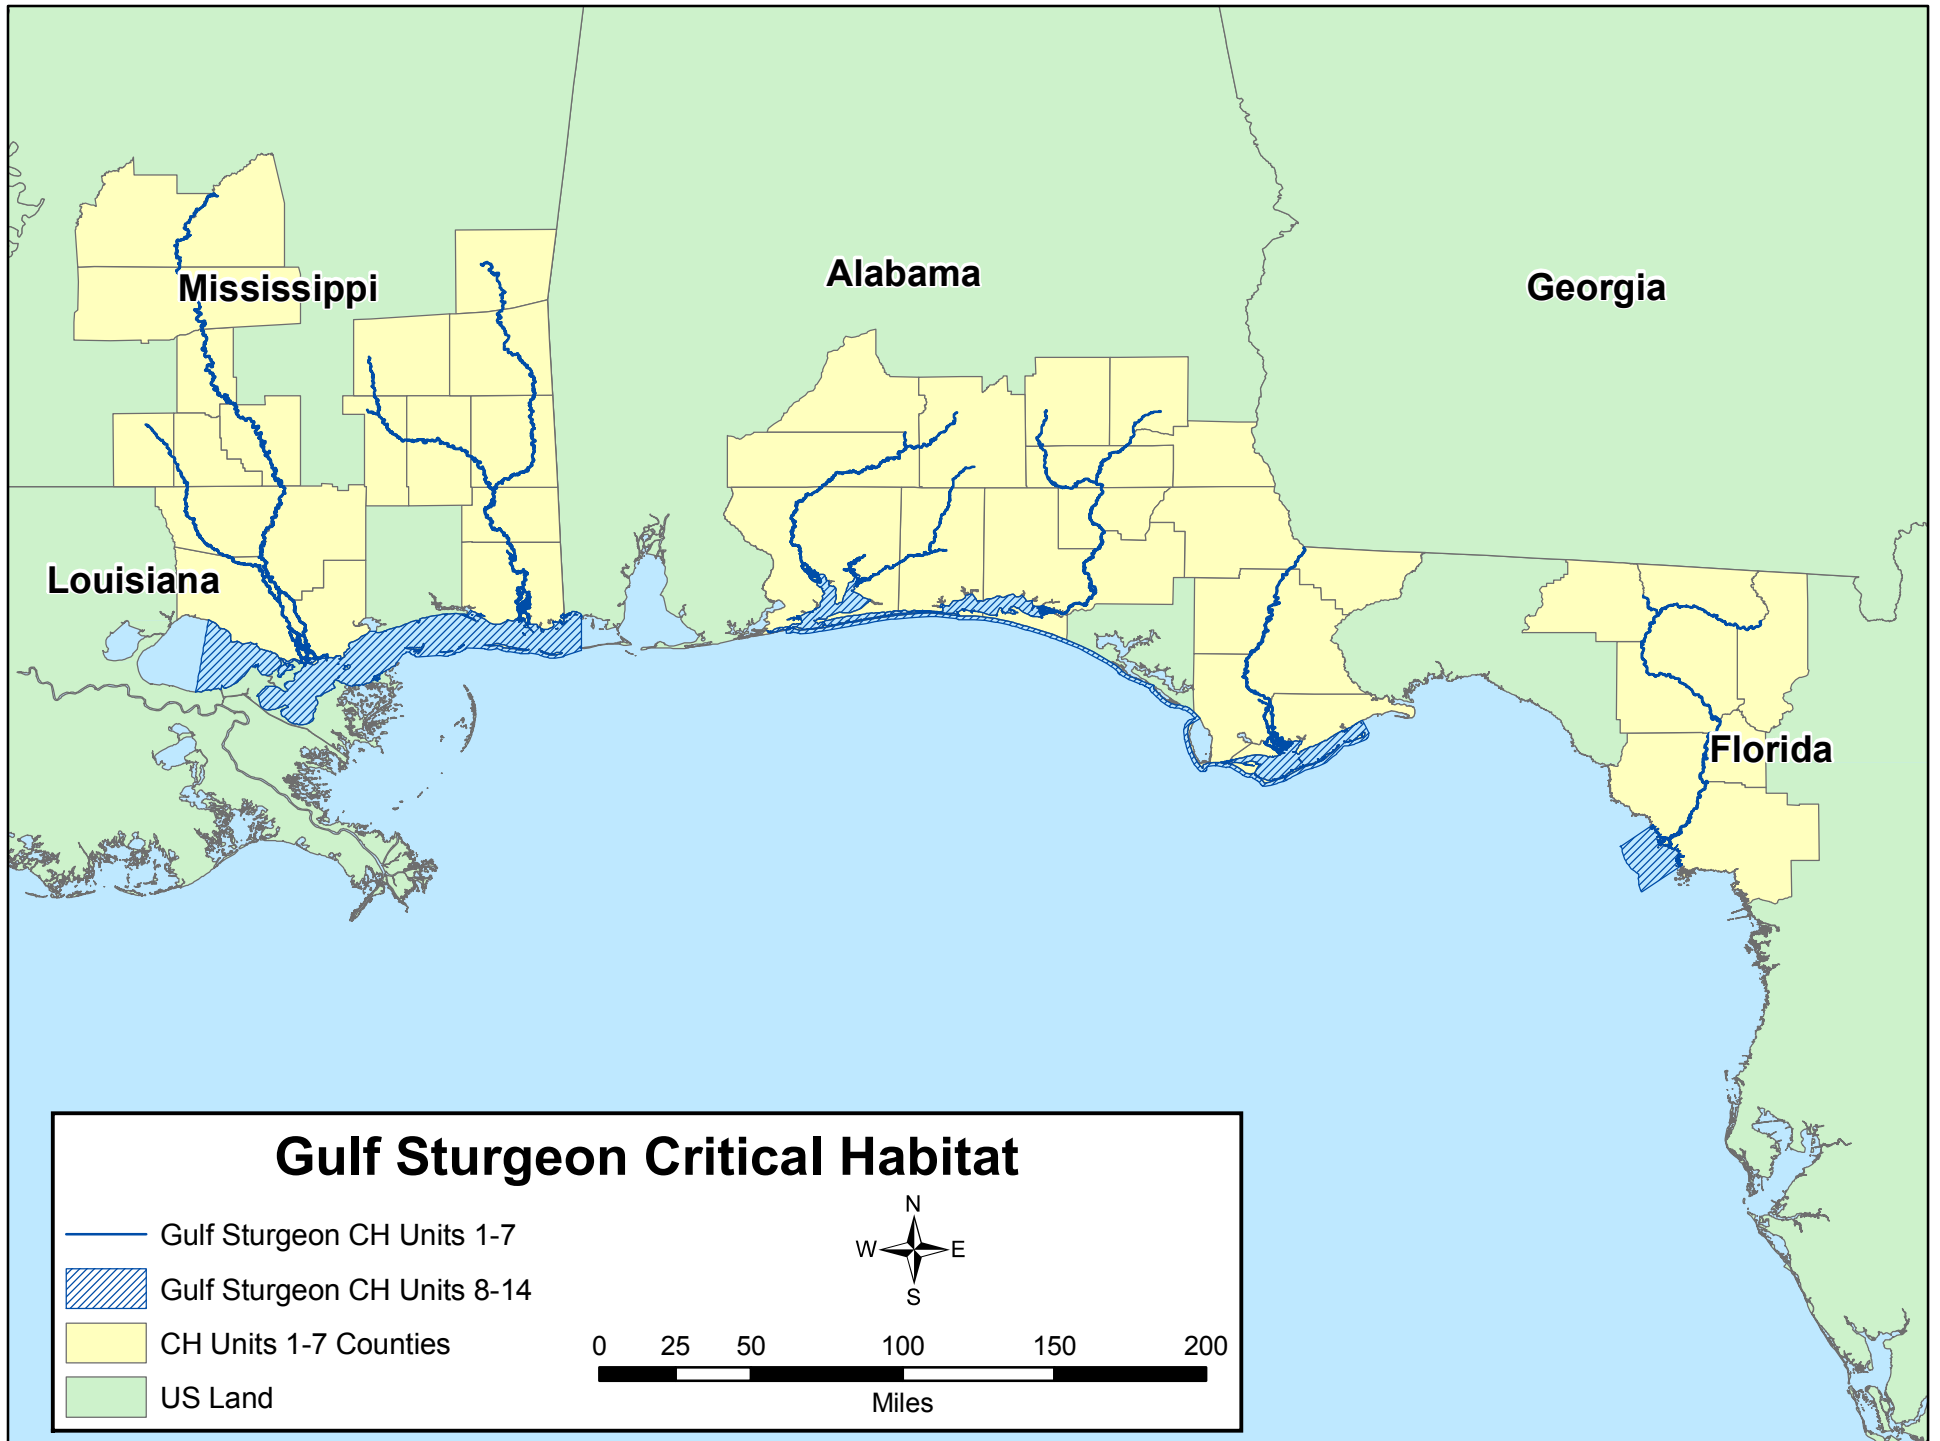 Mississippi
Alabama
Georgia
Louisiana
Florida
Gulf Sturgeon Critical Habitat
Gulf Sturgeon CH Units 1-7
Gulf Sturgeon CH Units 8-14
CH Units 1-7 Counties
US Land
N
W E
S
0 25 50 100 150 200
Miles